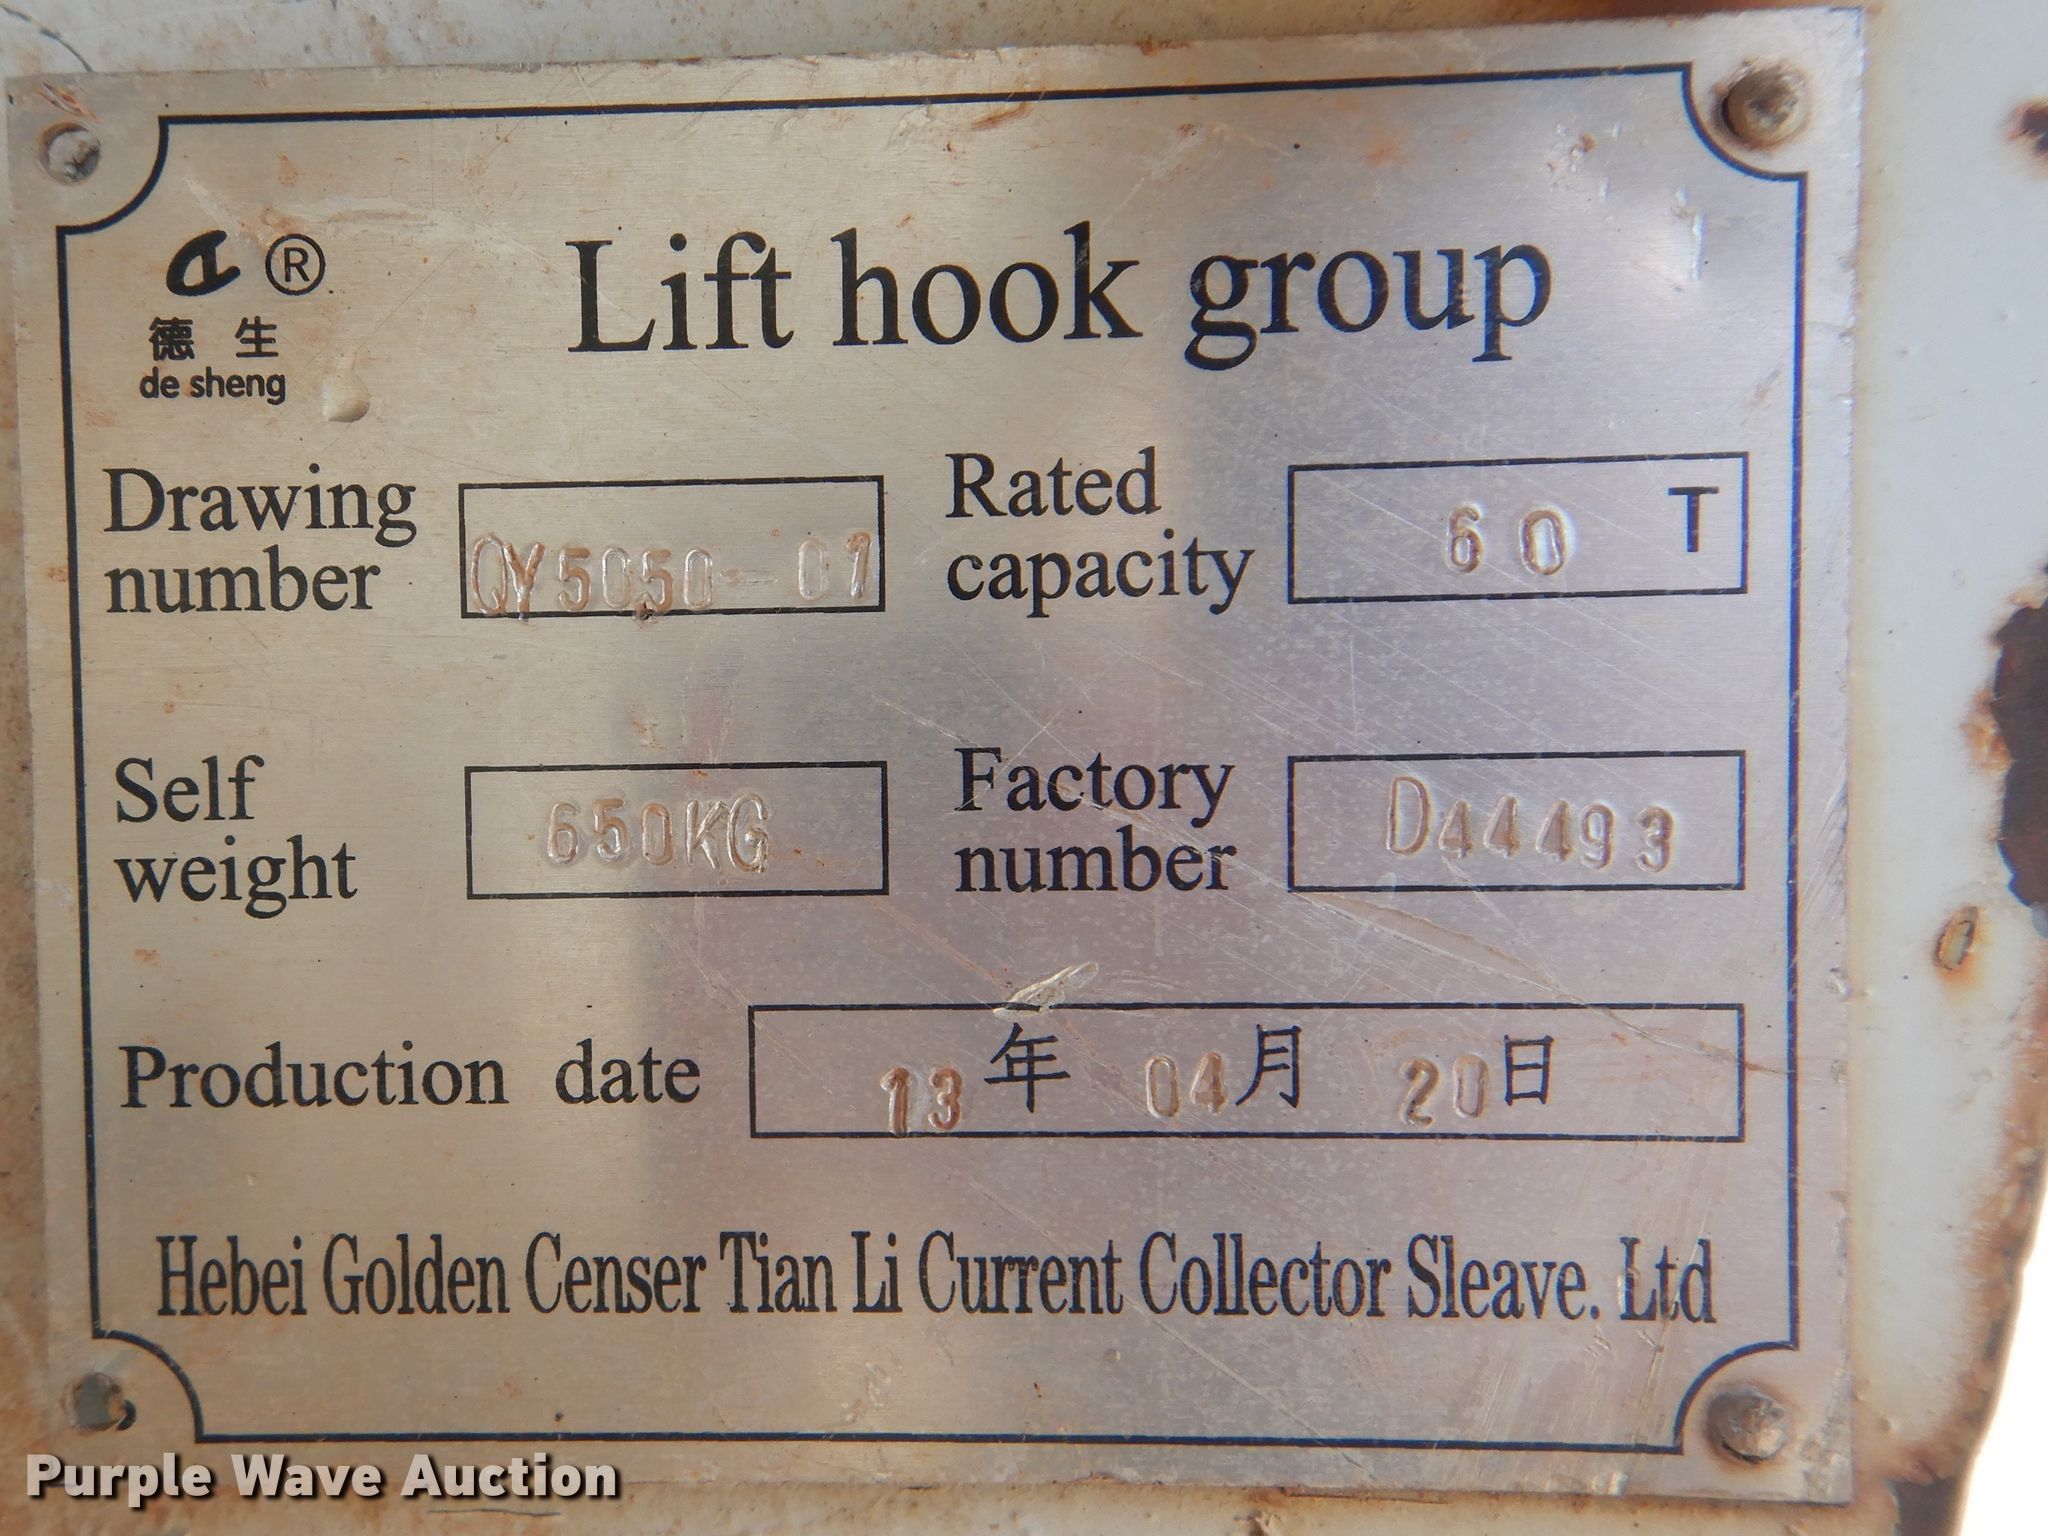 a ®
德 生
de sheng
Lift hook group
Drawing number QY5050-01
Rated capacity 60 T
Self weight 650KG
Factory number D44493
Production date 13年 04月 20日
Hebei Golden Censer Tian Li Current Collector Sleave. Ltd
Purple Wave Auction